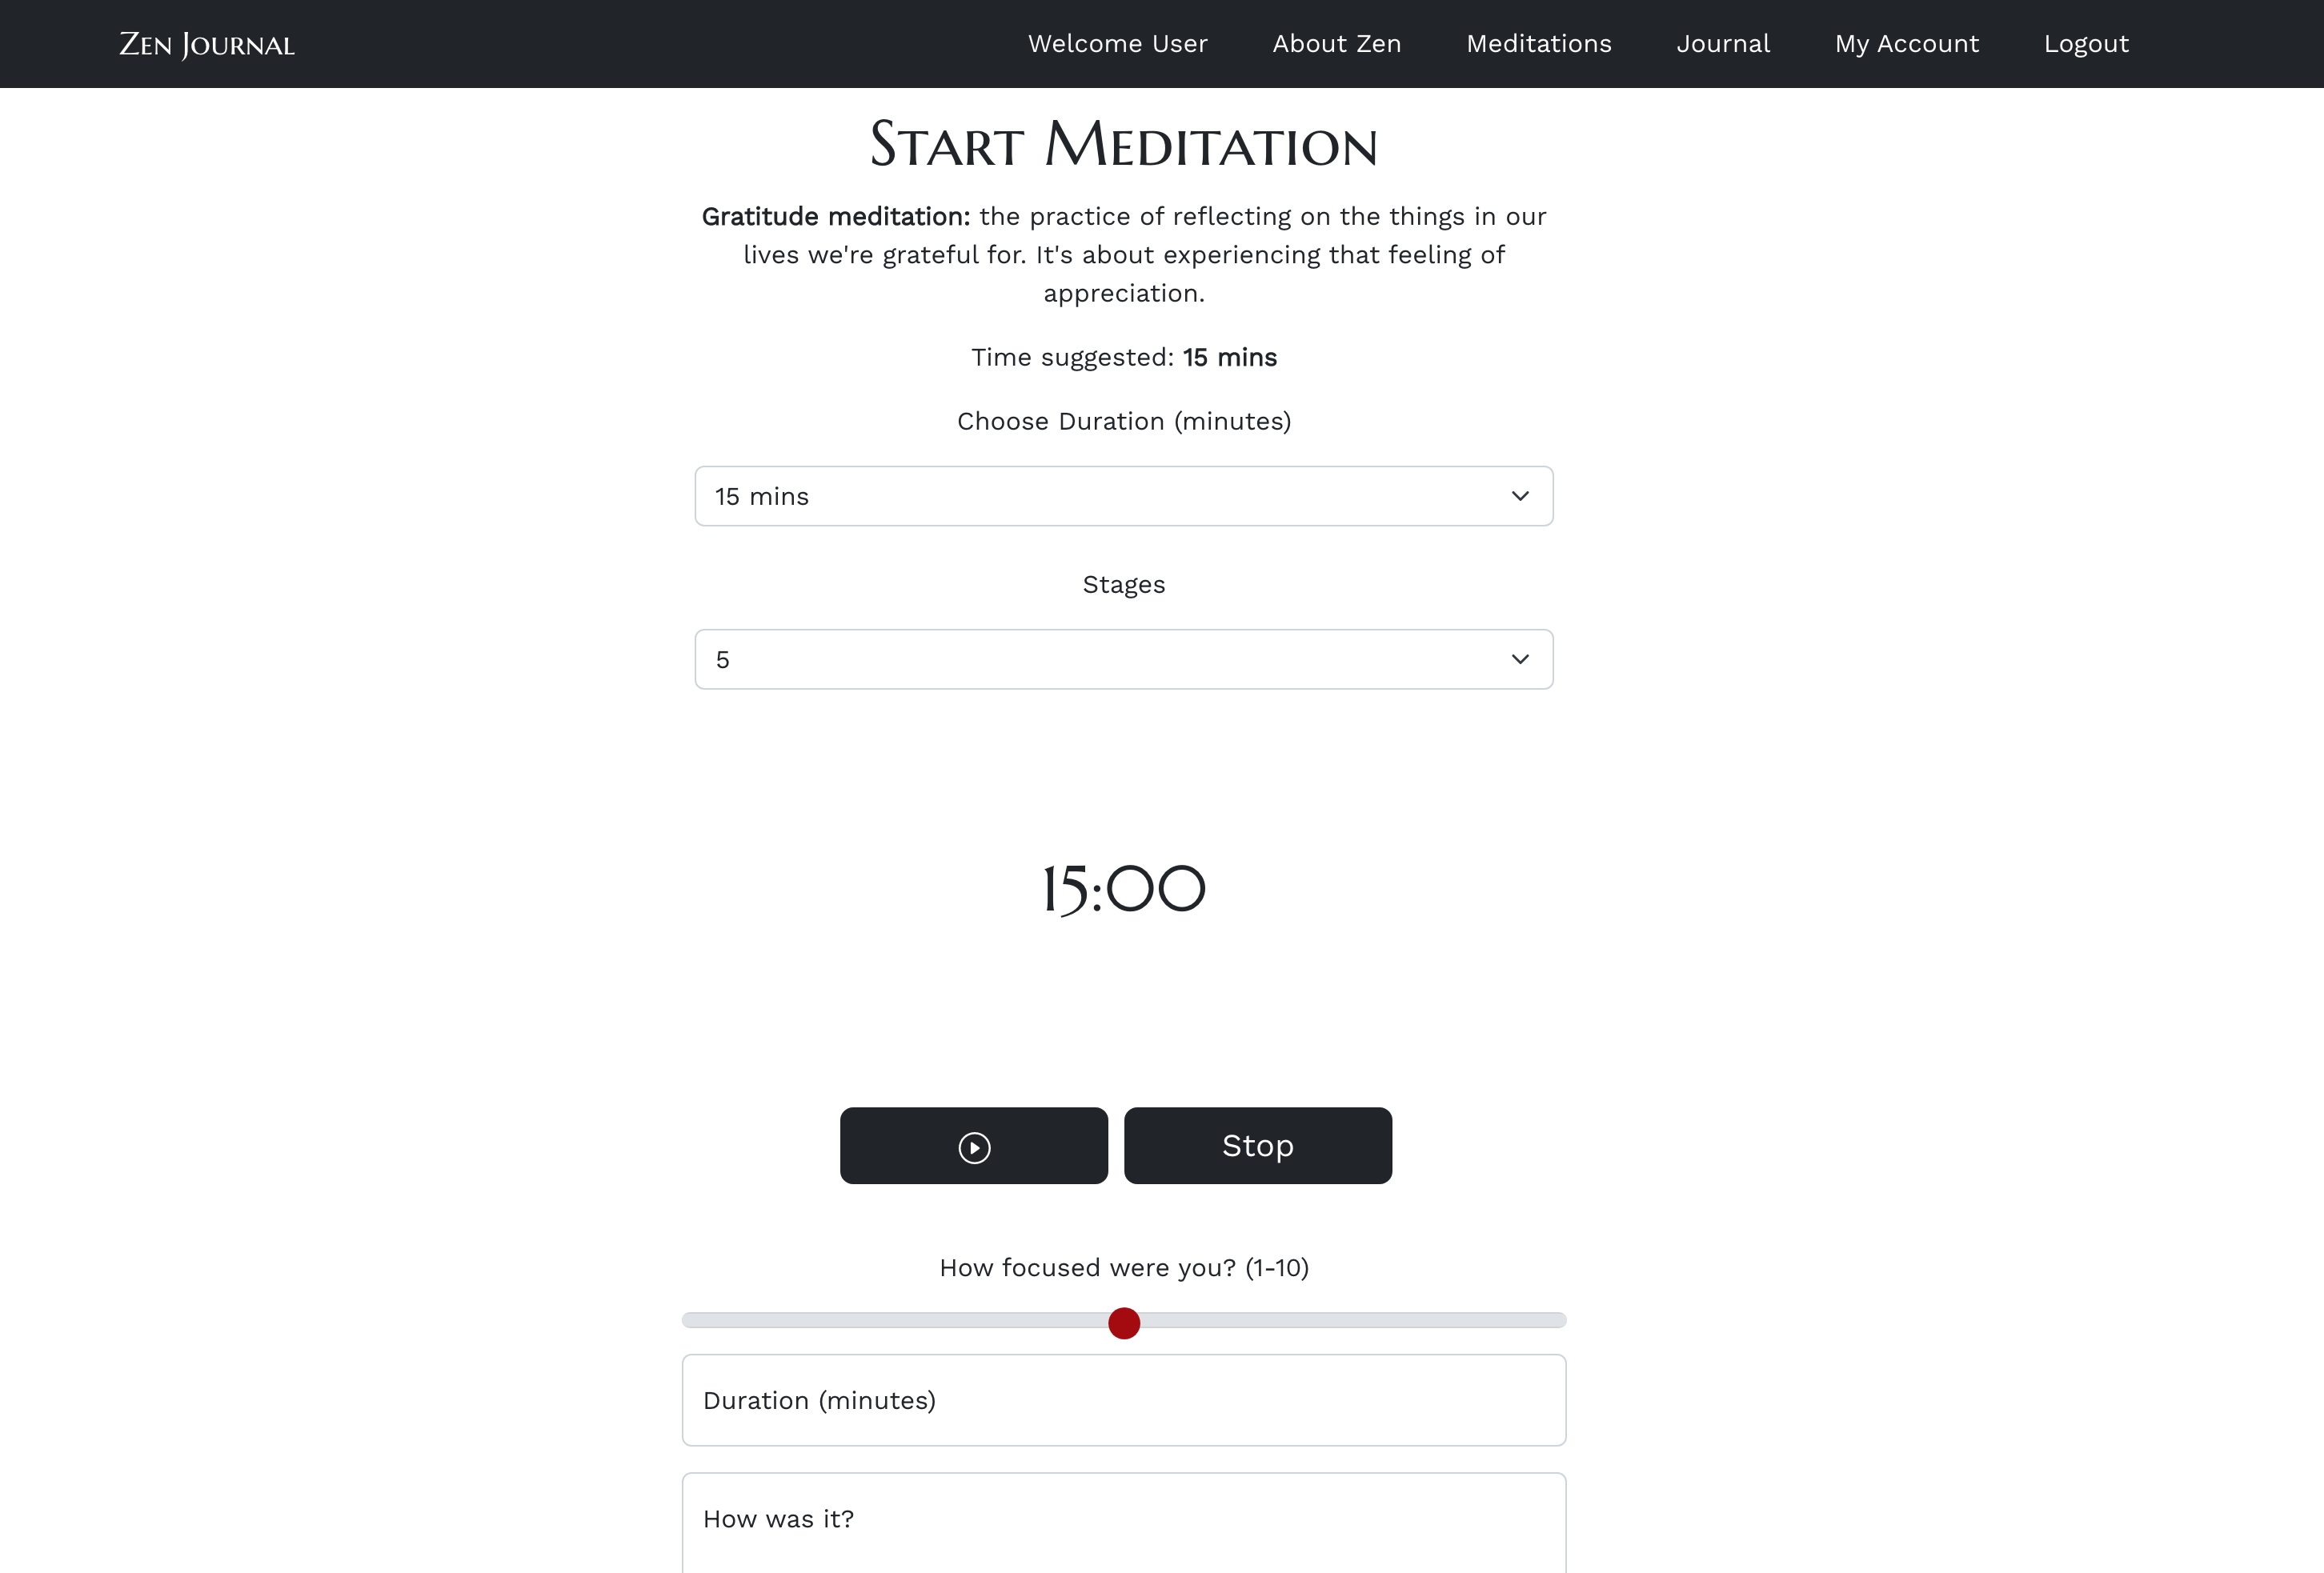 Zen Journal
Welcome User
About Zen
Meditations
Journal
My Account
Logout
Start Meditation
Gratitude meditation: the practice of reflecting on the things in our
lives we're grateful for. It's about experiencing that feeling of
appreciation.
Time suggested: 15 mins
Choose Duration (minutes)
15 mins
Stages
5
15:00
Stop
How focused were you? (1-10)
Duration (minutes)
How was it?